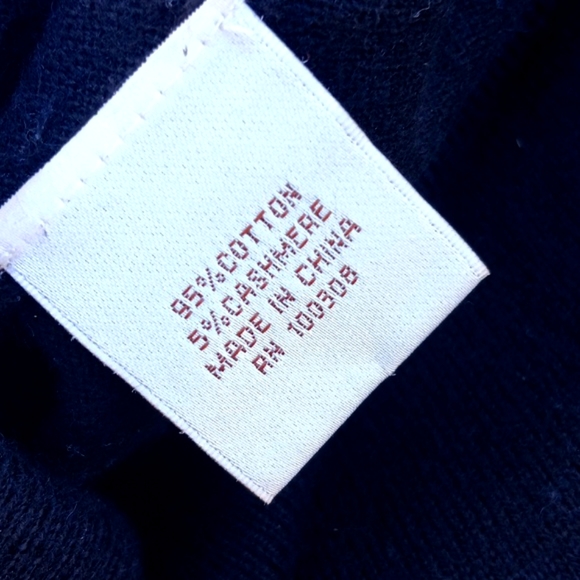 95%COTTON
5%CASHMERE
MADE IN CHINA
RN 100308